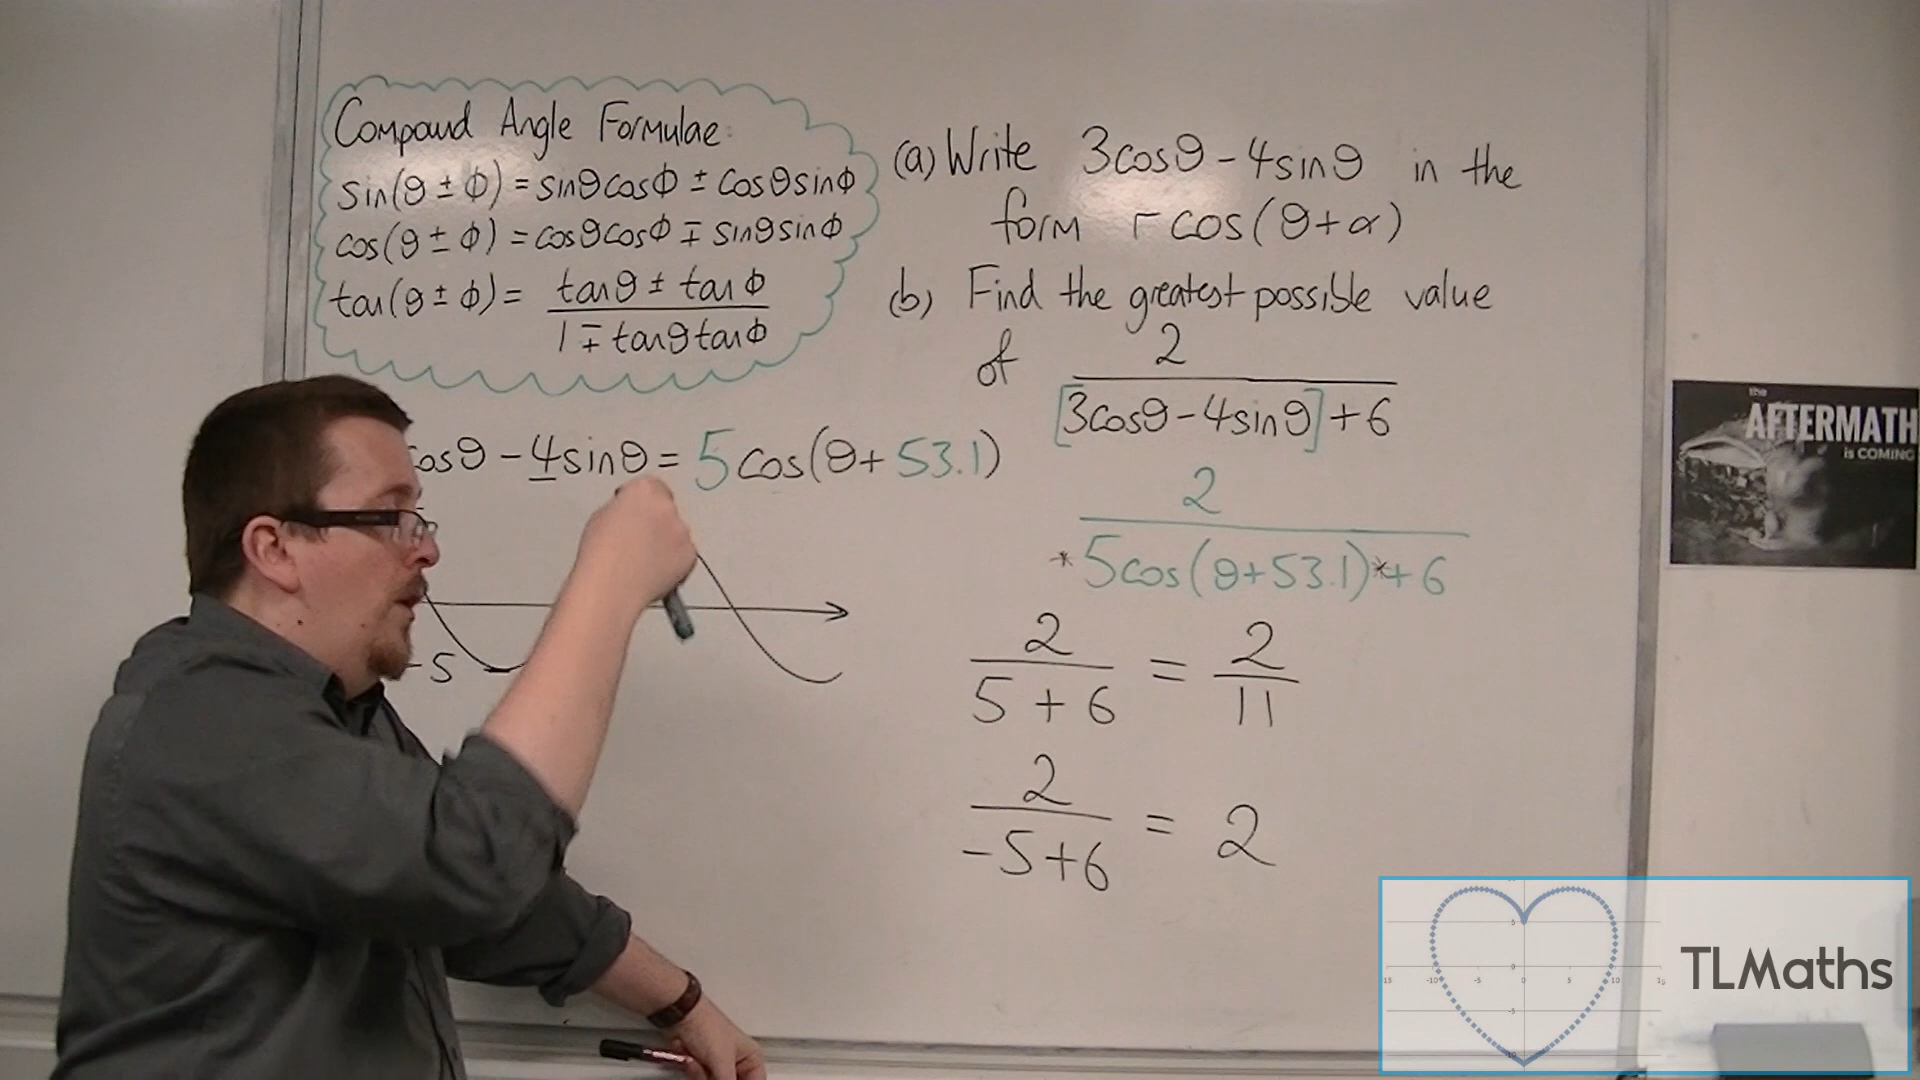 Compound Angle Formulae:
sin(θ ± ϕ) = sinθcosϕ ± cosθsinϕ
cos(θ ± ϕ) = cosθcosϕ ∓ sinθsinϕ
tan(θ ± ϕ) = tanθ ± tanϕ
1 ∓ tanθtanϕ
(a) Write 3cosθ - 4sinθ in the
form rcos(θ+α)
(b) Find the greatest possible value
of 2
[3cosθ - 4sinθ] + 6
cosθ - 4sinθ = 5cos(θ + 53.1)
-5
2
*5cos(θ+53.1)*+6
2 = 2
5 + 6 11
2 = 2
-5+6
the
AFTERMATH
is COMING
TLMaths